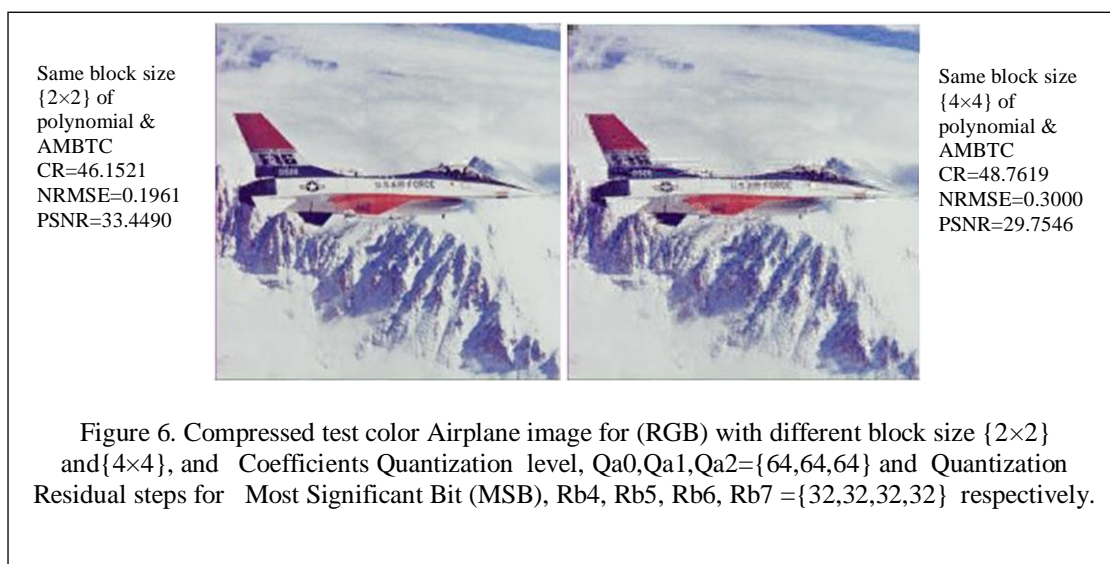 Same block size
{2×2} of
polynomial &
AMBTC
CR=46.1521
NRMSE=0.1961
PSNR=33.4490
U.S. AIR FORCE
U.S. AIR FORCE
Same block size
{4×4} of
polynomial &
AMBTC
CR=48.7619
NRMSE=0.3000
PSNR=29.7546
Figure 6. Compressed test color Airplane image for (RGB) with different block size {2×2}
and{4×4}, and Coefficients Quantization level, Qa0,Qa1,Qa2={64,64,64} and Quantization
Residual steps for Most Significant Bit (MSB), Rb4, Rb5, Rb6, Rb7 ={32,32,32,32} respectively.